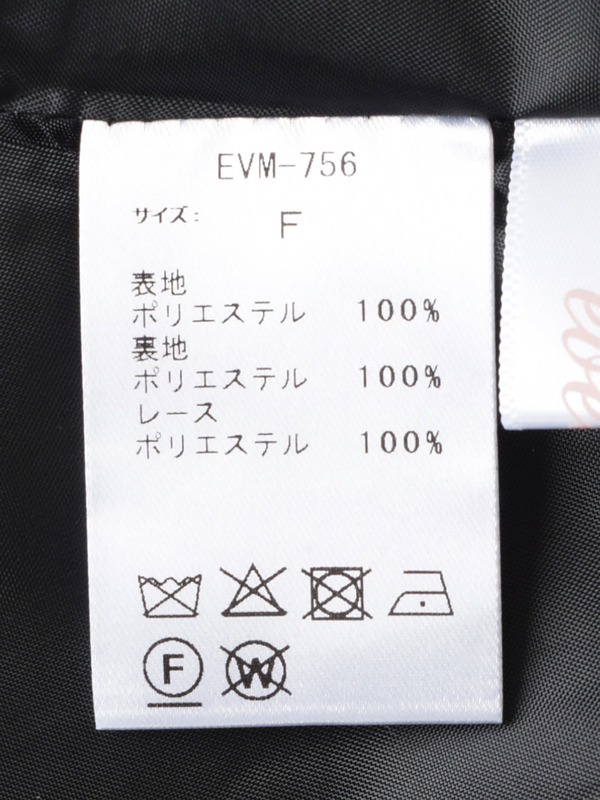 EVM-756
サイズ: F
表地
ポリエステル 100%
裏地
ポリエステル 100%
レース
ポリエステル 100%
F
W